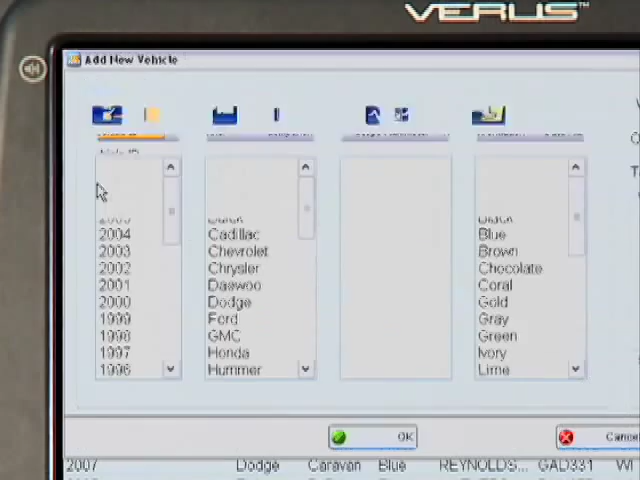 VERUS™
Add New Vehicle
2004 Cadillac Blue
2003 Chevrolet Brown
2002 Chrysler Chocolate
2001 Daewoo Coral
2000 Dodge Gold
1999 Ford Gray
1998 GMC Green
1997 Honda Ivory
1996 Hummer Lime
OK Cancel
2007 Dodge Caravan Blue REYNOLDS... GAD331 WI